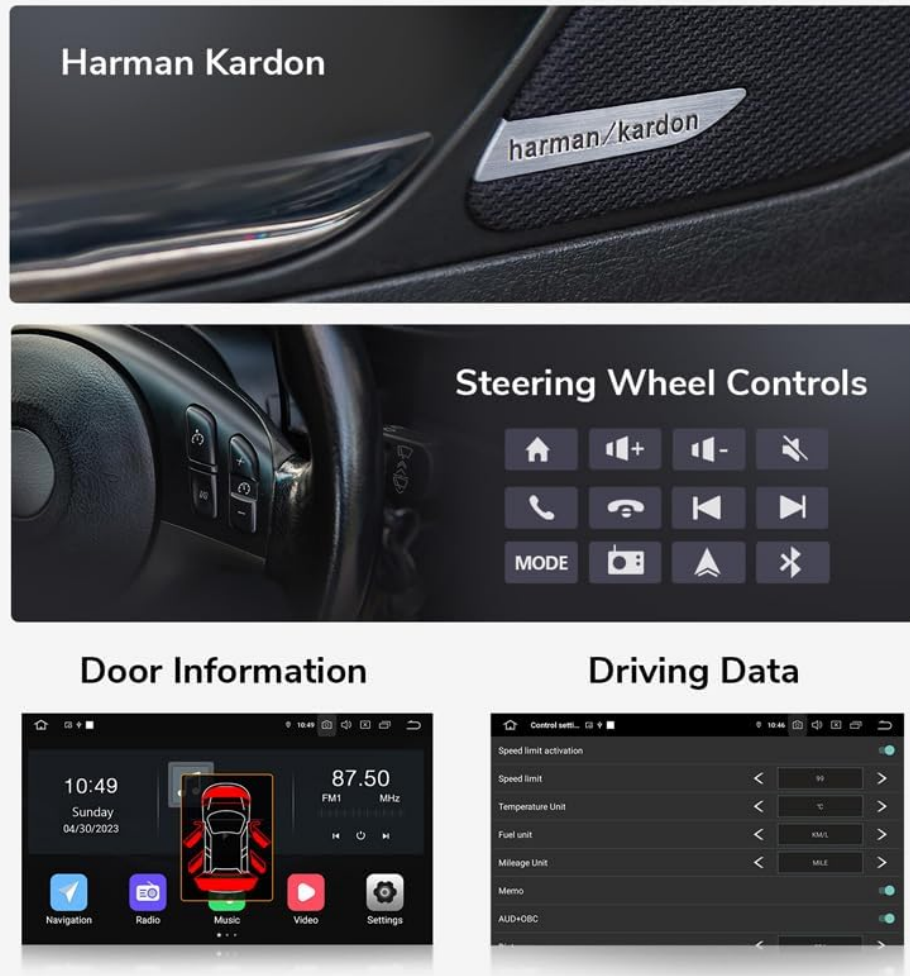 Harman Kardon
harman/kardon
Steering Wheel Controls
+
-
MODE
Door Information
Driving Data
10:49
10:49
Sunday
04/30/2023
87.50
FM1 MHz
Navigation
Radio
Music
Video
Settings
Control setti... 10:46
Speed limit activation
Speed limit 99
Temperature Unit °C
Fuel unit KM/L
Mileage Unit MILE
Memo
AUD+OBC